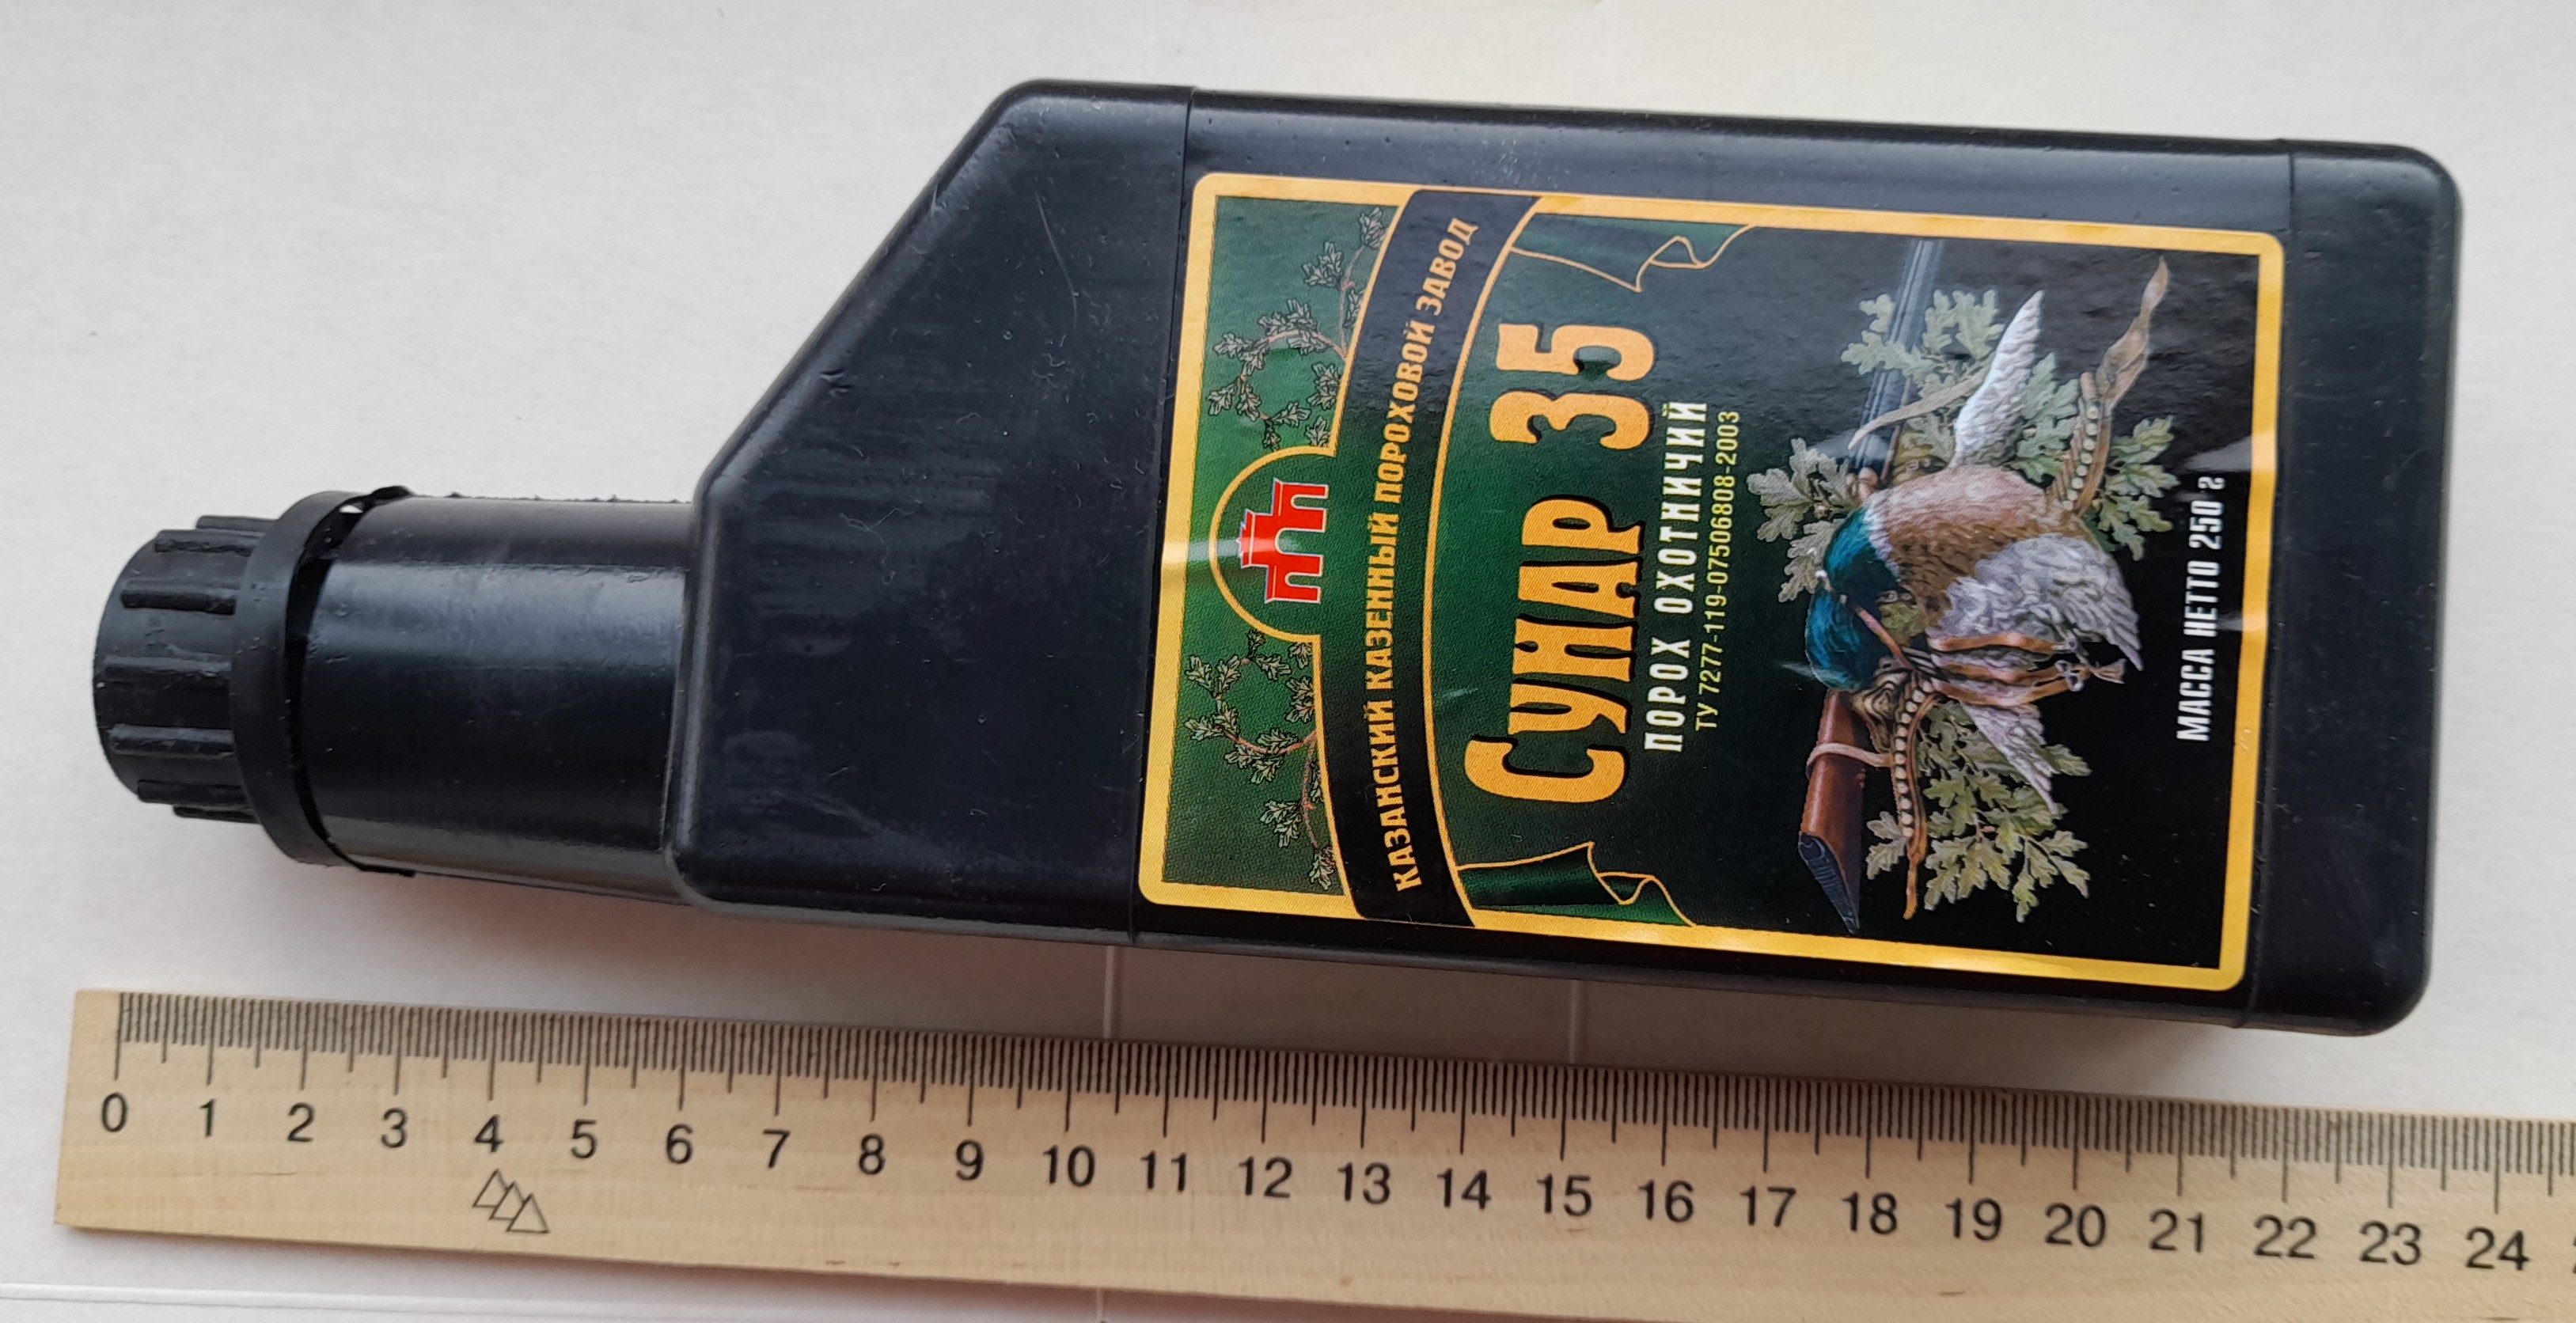 КАЗАНСКИЙ КАЗЕННЫЙ ПОРОХОВОЙ ЗАВОД
Сунар 35
ПОРОХ ОХОТНИЧИЙ
ТУ 7277-119-07506808-2003
МАССА НЕТТО 250 г
0 1 2 3 4 5 6 7 8 9 10 11 12 13 14 15 16 17 18 19 20 21 22 23 24